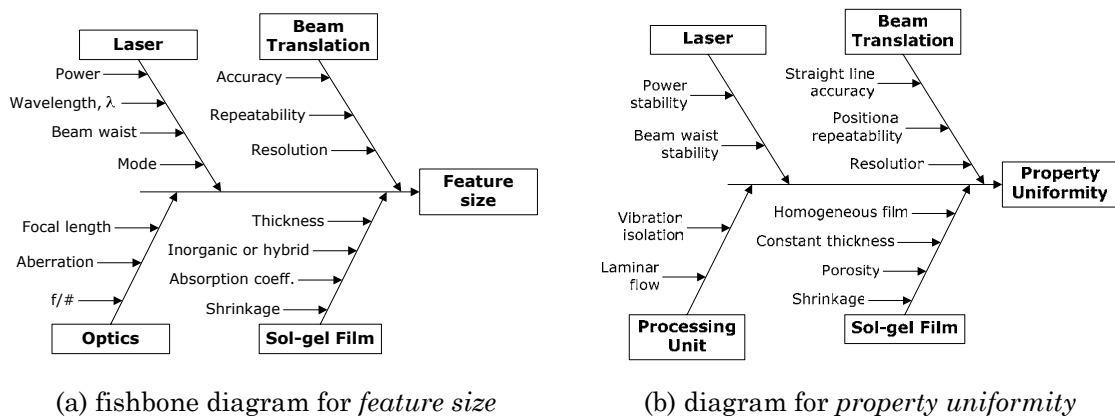 Laser
Beam
Translation
Power
Wavelength, λ
Beam waist
Mode
Accuracy
Repeatability
Resolution
Feature
size
Focal length
Aberration
f/#
Thickness
Inorganic or hybrid
Absorption coeff.
Shrinkage
Optics
Sol-gel Film
(a) fishbone diagram for feature size
Laser
Beam
Translation
Power
stability
Beam waist
stability
Straight line
accuracy
Positiona
repeatability
Resolution
Property
Uniformity
Vibration
isolation
Laminar
flow
Homogeneous film
Constant thickness
Porosity
Shrinkage
Processing
Unit
Sol-gel Film
(b) diagram for property uniformity